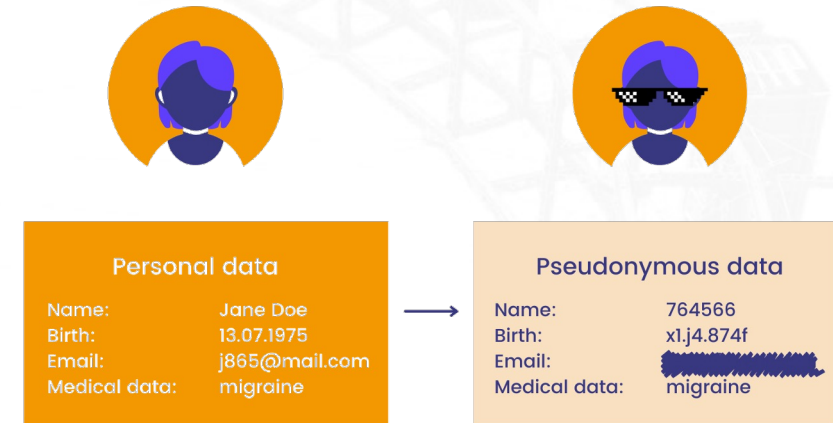 Personal data
Name: Jane Doe
Birth: 13.07.1975
Email: j865@mail.com
Medical data: migraine
Pseudonymous data
Name: 764566
Birth: x1.j4.874f
Email:
Medical data: migraine